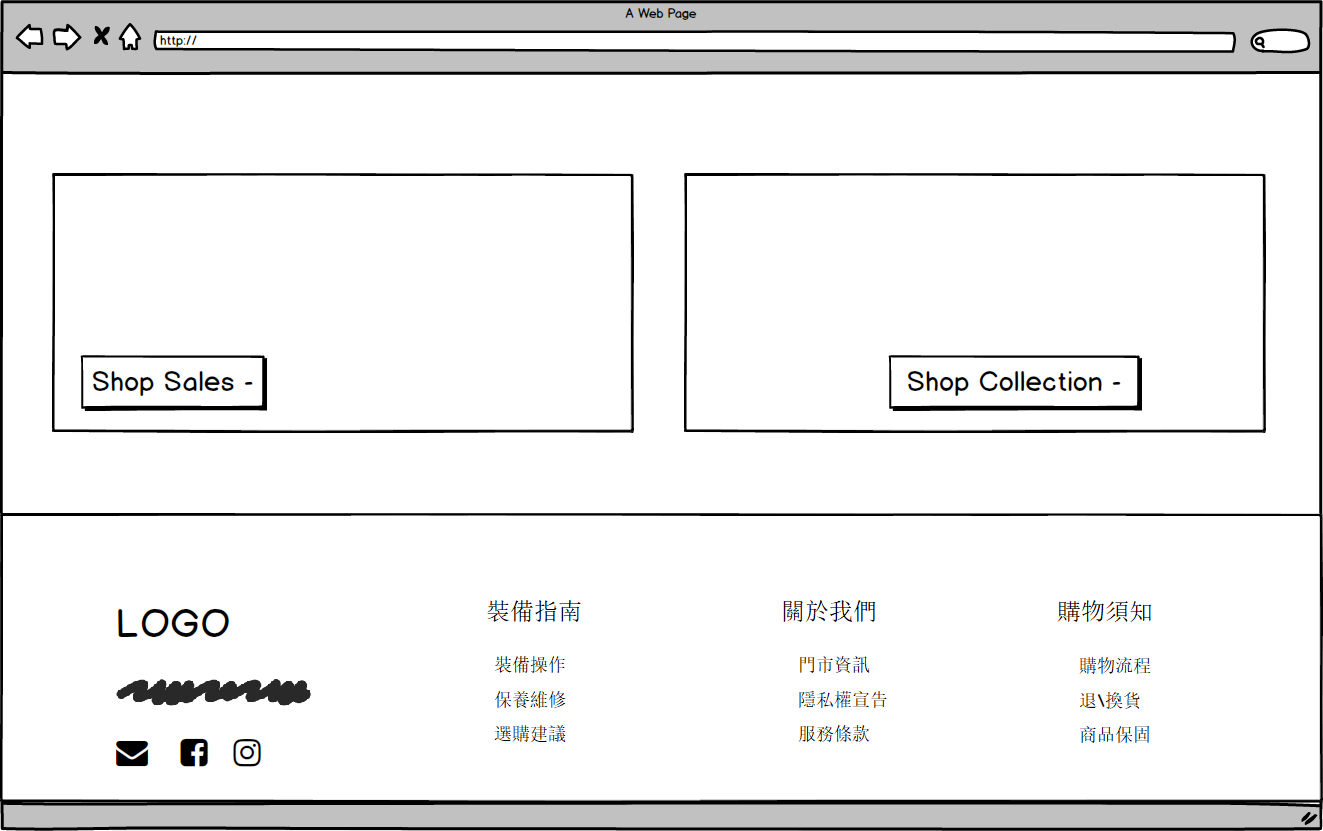 A Web Page
http://
Shop Sales -
Shop Collection -
LOGO
裝備指南
裝備操作
保養維修
選購建議
關於我們
門市資訊
隱私權宣告
服務條款
購物須知
購物流程
退\換貨
商品保固